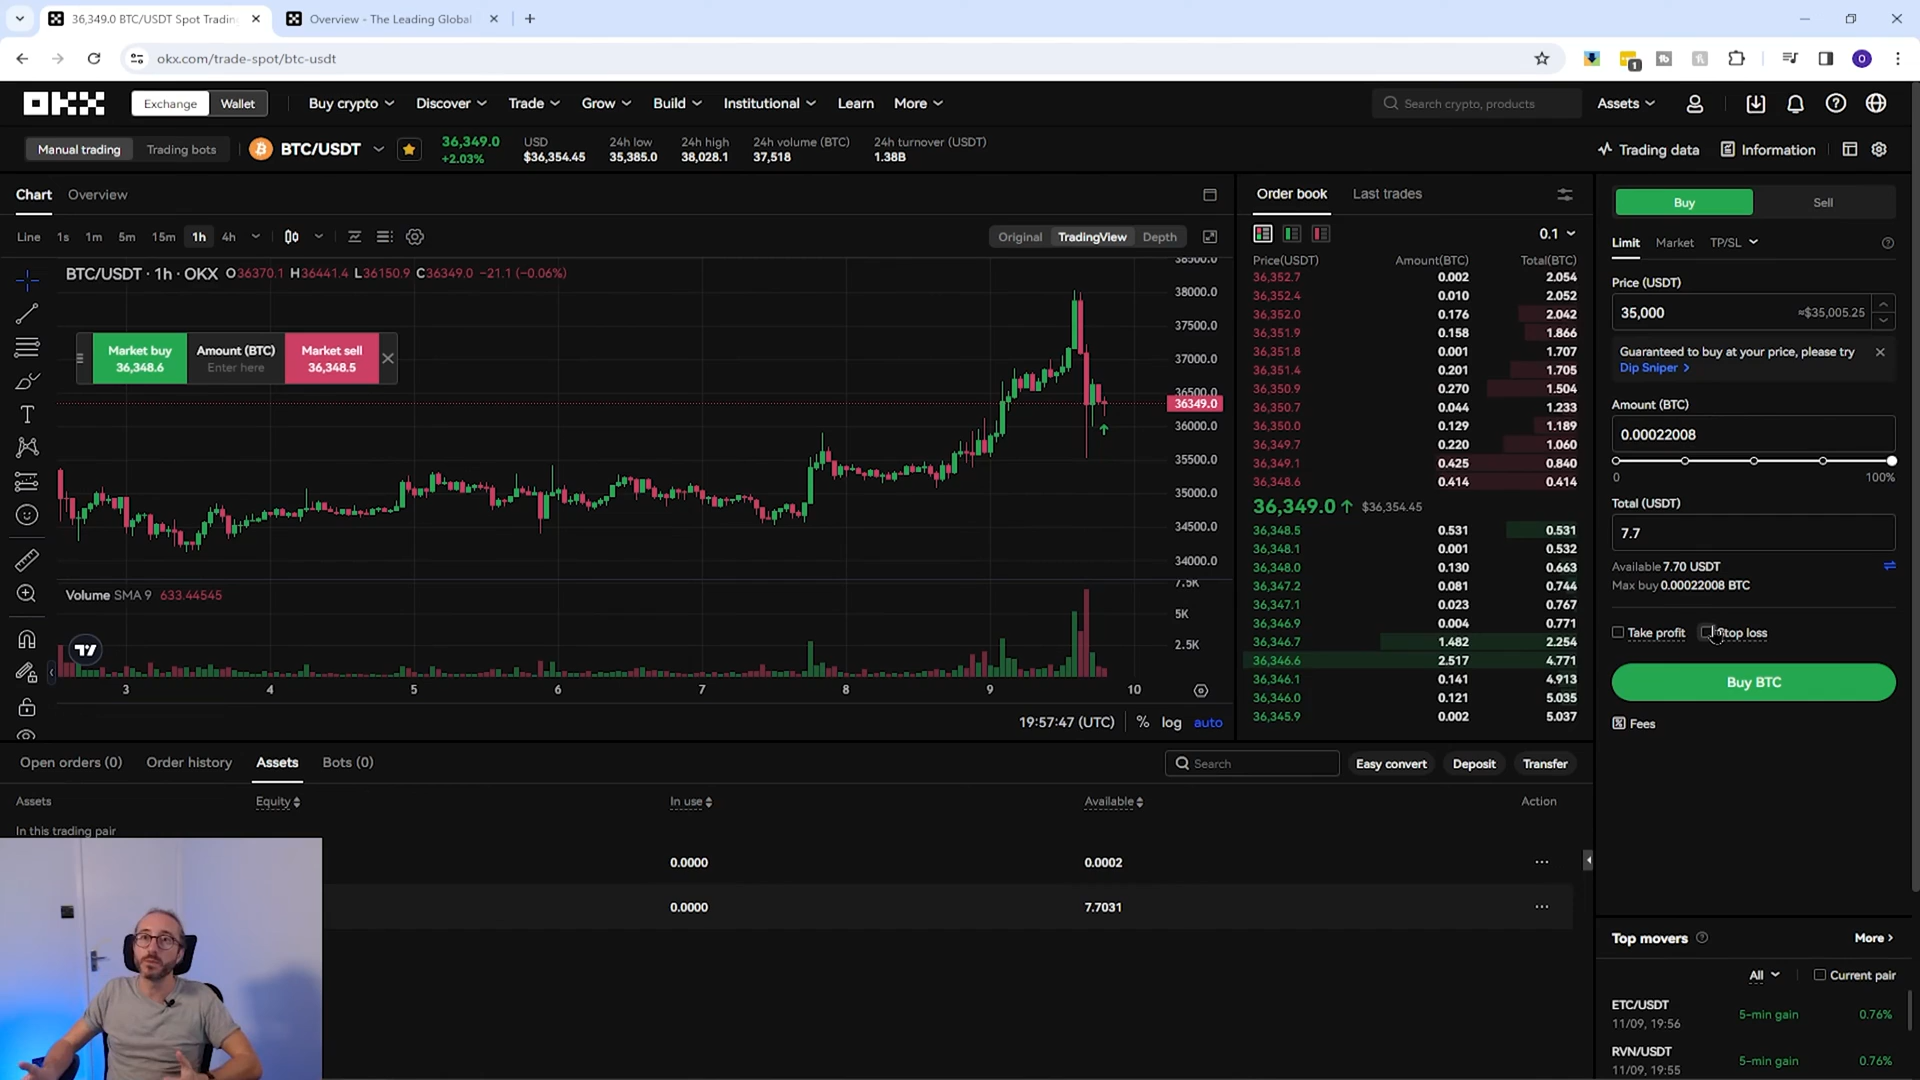 36,349.0 BTC/USDT Spot Tradin
Overview - The Leading Global
okx.com/trade-spot/btc-usdt
1
O
OKX
Exchange Wallet
Buy crypto Discover Trade Grow Build Institutional Learn More
Search crypto, products
Assets
Manual trading Trading bots
BTC/USDT
36,349.0
+2.03%
USD
$36,354.45
24h low
35,385.0
24h high
38,028.1
24h volume (BTC)
37,518
24h turnover (USDT)
1.38B
Trading data Information
Chart Overview
Line 1s 1m 5m 15m 1h 4h
Original TradingView Depth
BTC/USDT · 1h · OKX O36370.1 H36441.4 L36150.9 C36349.0 −21.1 (−0.06%)
Market buy
36,348.6
Amount (BTC)
Enter here
Market sell
36,348.5
38500.0
38000.0
37500.0
37000.0
36500.0
36349.0
36000.0
35500.0
35000.0
34500.0
34000.0
Volume SMA 9 633.44545
7.5K
5K
2.5K
3 4 5 6 7 8 9 10
19:57:47 (UTC) % log auto
Order book Last trades
0.1
Price(USDT) Amount(BTC) Total(BTC)
36,352.7 0.002 2.054
36,352.4 0.010 2.052
36,352.0 0.176 2.042
36,351.9 0.158 1.866
36,351.8 0.001 1.707
36,351.4 0.201 1.705
36,350.9 0.270 1.504
36,350.7 0.044 1.233
36,350.0 0.129 1.189
36,349.7 0.220 1.060
36,349.1 0.425 0.840
36,348.6 0.414 0.414
36,349.0 $36,354.45
36,348.5 0.531 0.531
36,348.1 0.001 0.532
36,348.0 0.130 0.663
36,347.2 0.081 0.744
36,347.1 0.023 0.767
36,346.9 0.004 0.771
36,346.7 1.482 2.254
36,346.6 2.517 4.771
36,346.1 0.141 4.913
36,346.0 0.121 5.035
36,345.9 0.002 5.037
Buy Sell
Limit Market TP/SL
Price (USDT)
35,000 ≈$35,005.25
Guaranteed to buy at your price, please try
Dip Sniper >
Amount (BTC)
0.00022008
0 100%
Total (USDT)
7.7
Available 7.70 USDT
Max buy 0.00022008 BTC
Take profit Stop loss
Buy BTC
Fees
Open orders (0) Order history Assets Bots (0)
Search
Easy convert Deposit Transfer
Assets Equity In use Available Action
In this trading pair
0.0000 0.0002
0.0000 7.7031
Top movers
More >
All Current pair
ETC/USDT
11/09, 19:56
5-min gain 0.76%
RVN/USDT
11/09, 19:55
5-min gain 0.76%